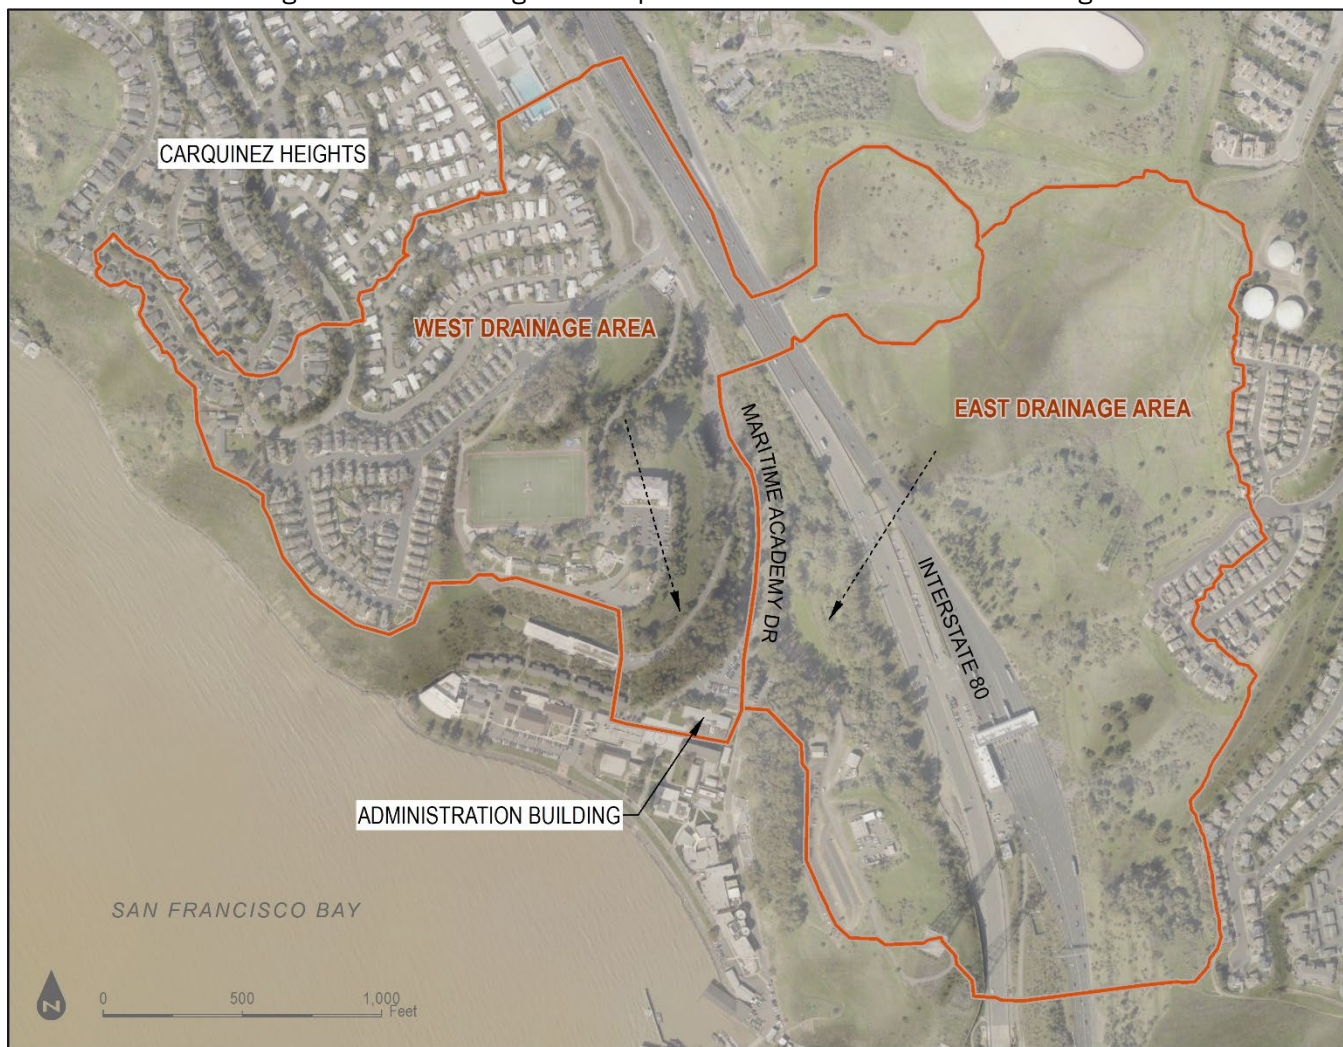 CARQUINEZ HEIGHTS
WEST DRAINAGE AREA
EAST DRAINAGE AREA
MARITIME ACADEMY DR
INTERSTATE 80
ADMINISTRATION BUILDING
SAN FRANCISCO BAY
N
0 500 1,000
Feet